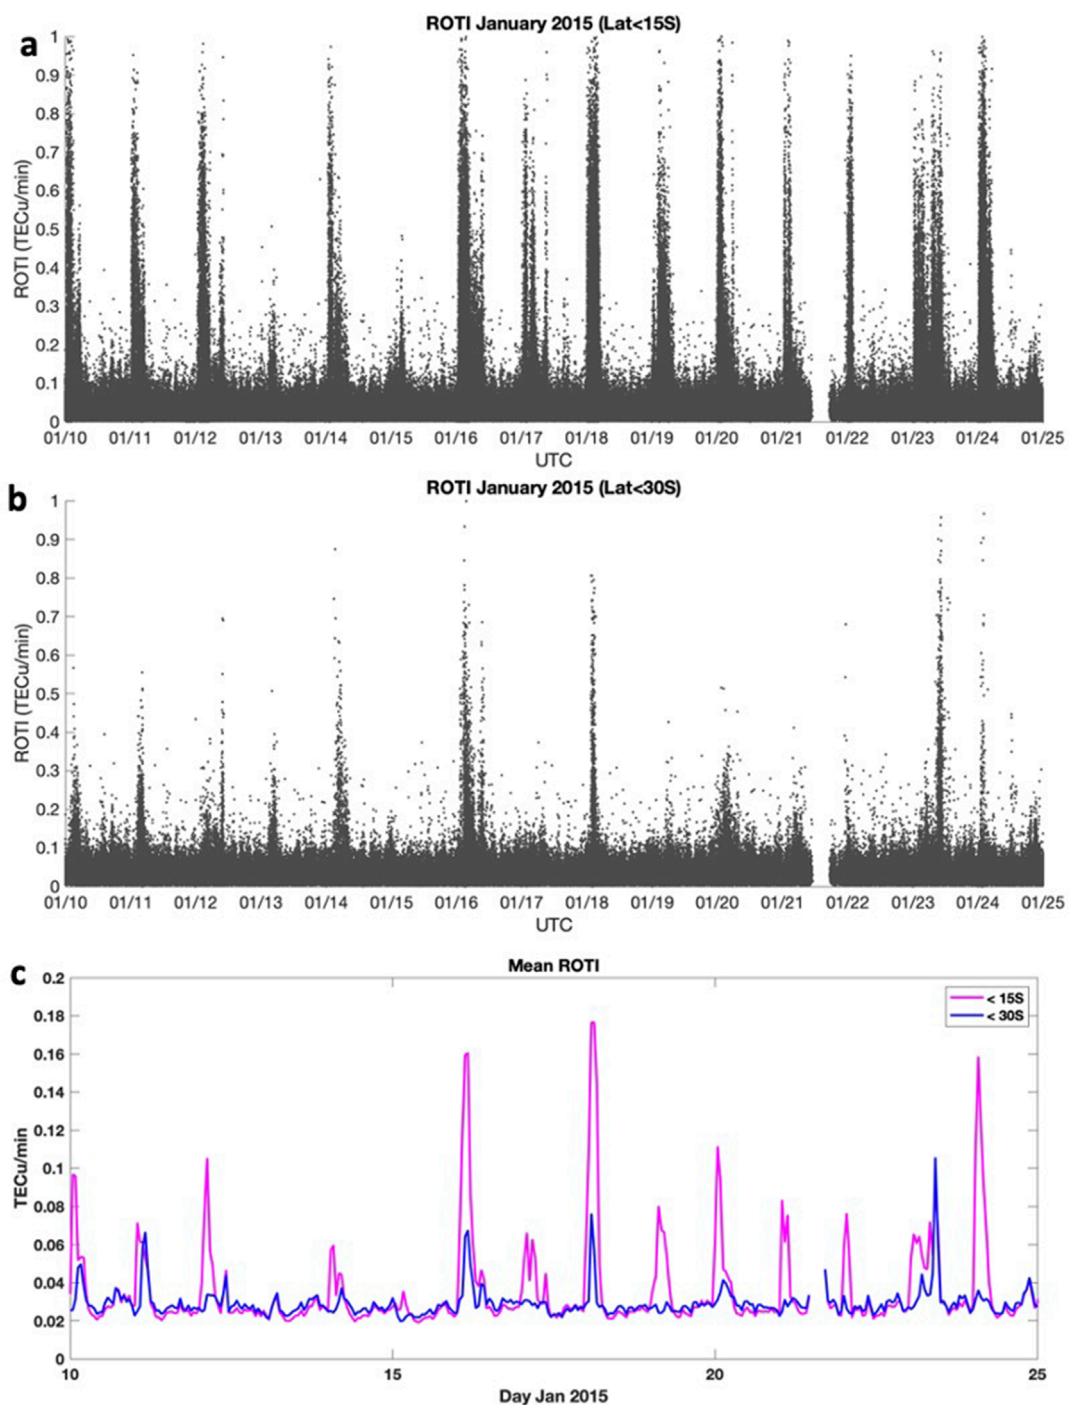 a
ROTI January 2015 (Lat<15S)
ROTI (TECu/min)
1
0.9
0.8
0.7
0.6
0.5
0.4
0.3
0.2
0.1
0
01/10 01/11 01/12 01/13 01/14 01/15 01/16 01/17 01/18 01/19 01/20 01/21 01/22 01/23 01/24 01/25
UTC
b
ROTI January 2015 (Lat<30S)
ROTI (TECu/min)
1
0.9
0.8
0.7
0.6
0.5
0.4
0.3
0.2
0.1
0
01/10 01/11 01/12 01/13 01/14 01/15 01/16 01/17 01/18 01/19 01/20 01/21 01/22 01/23 01/24 01/25
UTC
c
Mean ROTI
TECu/min
0.2
0.18
0.16
0.14
0.12
0.1
0.08
0.06
0.04
0.02
0
< 15S
< 30S
10 15 20 25
Day Jan 2015